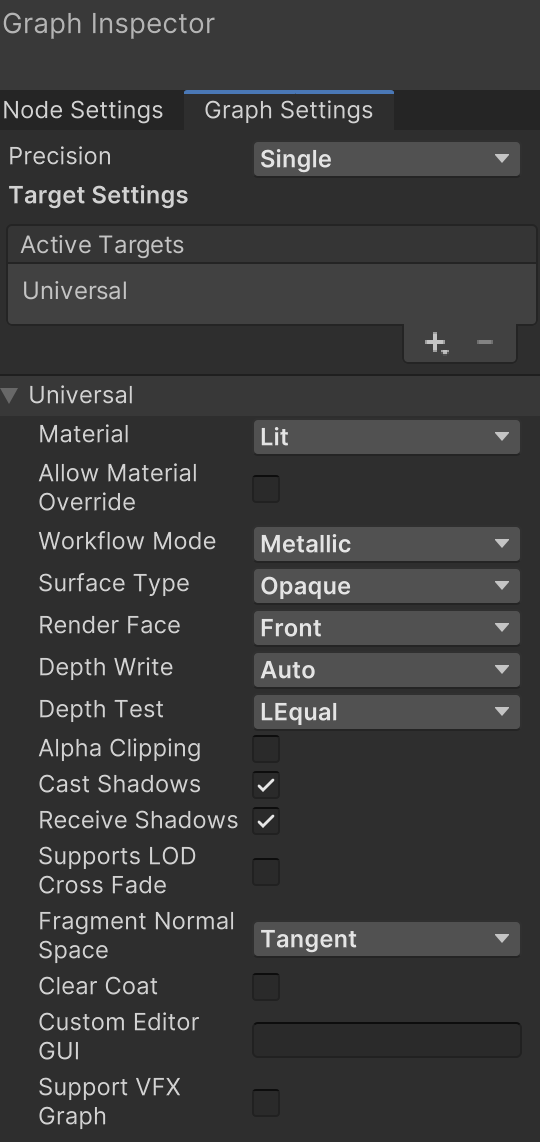 Graph Inspector
Node Settings
Graph Settings
Precision
Single
Target Settings
Active Targets
Universal
Universal
Material
Lit
Allow Material
Override
Workflow Mode
Metallic
Surface Type
Opaque
Render Face
Front
Depth Write
Auto
Depth Test
LEqual
Alpha Clipping
Cast Shadows
Receive Shadows
Supports LOD
Cross Fade
Fragment Normal
Space
Tangent
Clear Coat
Custom Editor
GUI
Support VFX
Graph